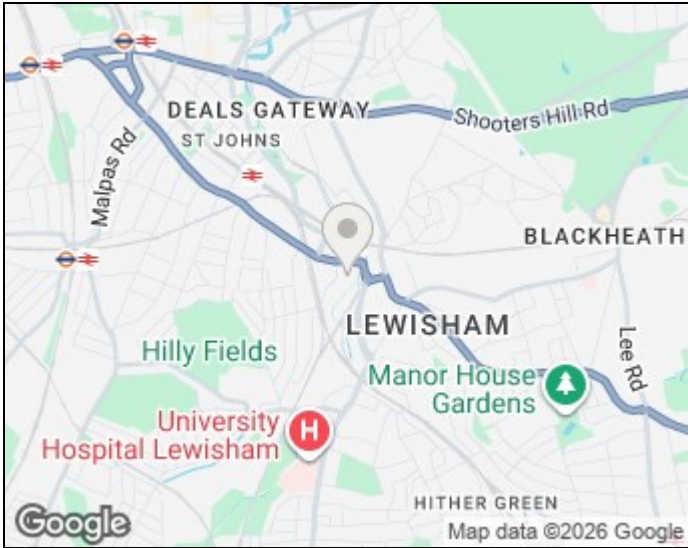 DEALS GATEWAY
Shooters Hill Rd
ST JOHNS
Malpas Rd
BLACKHEATH
LEWISHAM
Lee Rd
Hilly Fields
Manor House
Gardens
University
Hospital Lewisham
H
HITHER GREEN
Google
Map data ©2026 Google